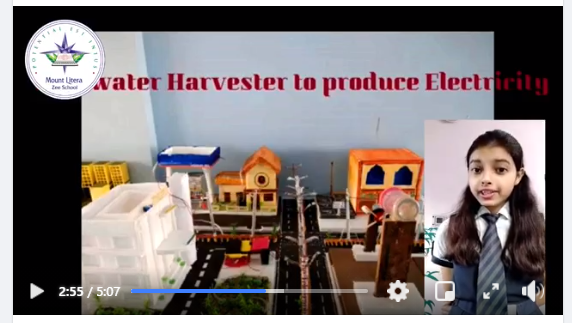 Mount Litera
Zee School
water Harvester to produce Electricity
2:55 / 5:07